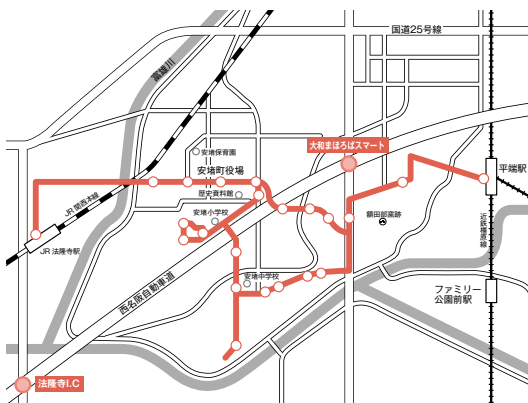 国道25号線
富雄川
大和まほろばスマート
安堵保育園
平端駅
安堵町役場
歴史資料館
JR関西本線
安堵小学校
額田部窯跡
近鉄橿原線
JR法隆寺駅
安堵中学校
西名阪自動車道
ファミリー
公園前駅
法隆寺I.C